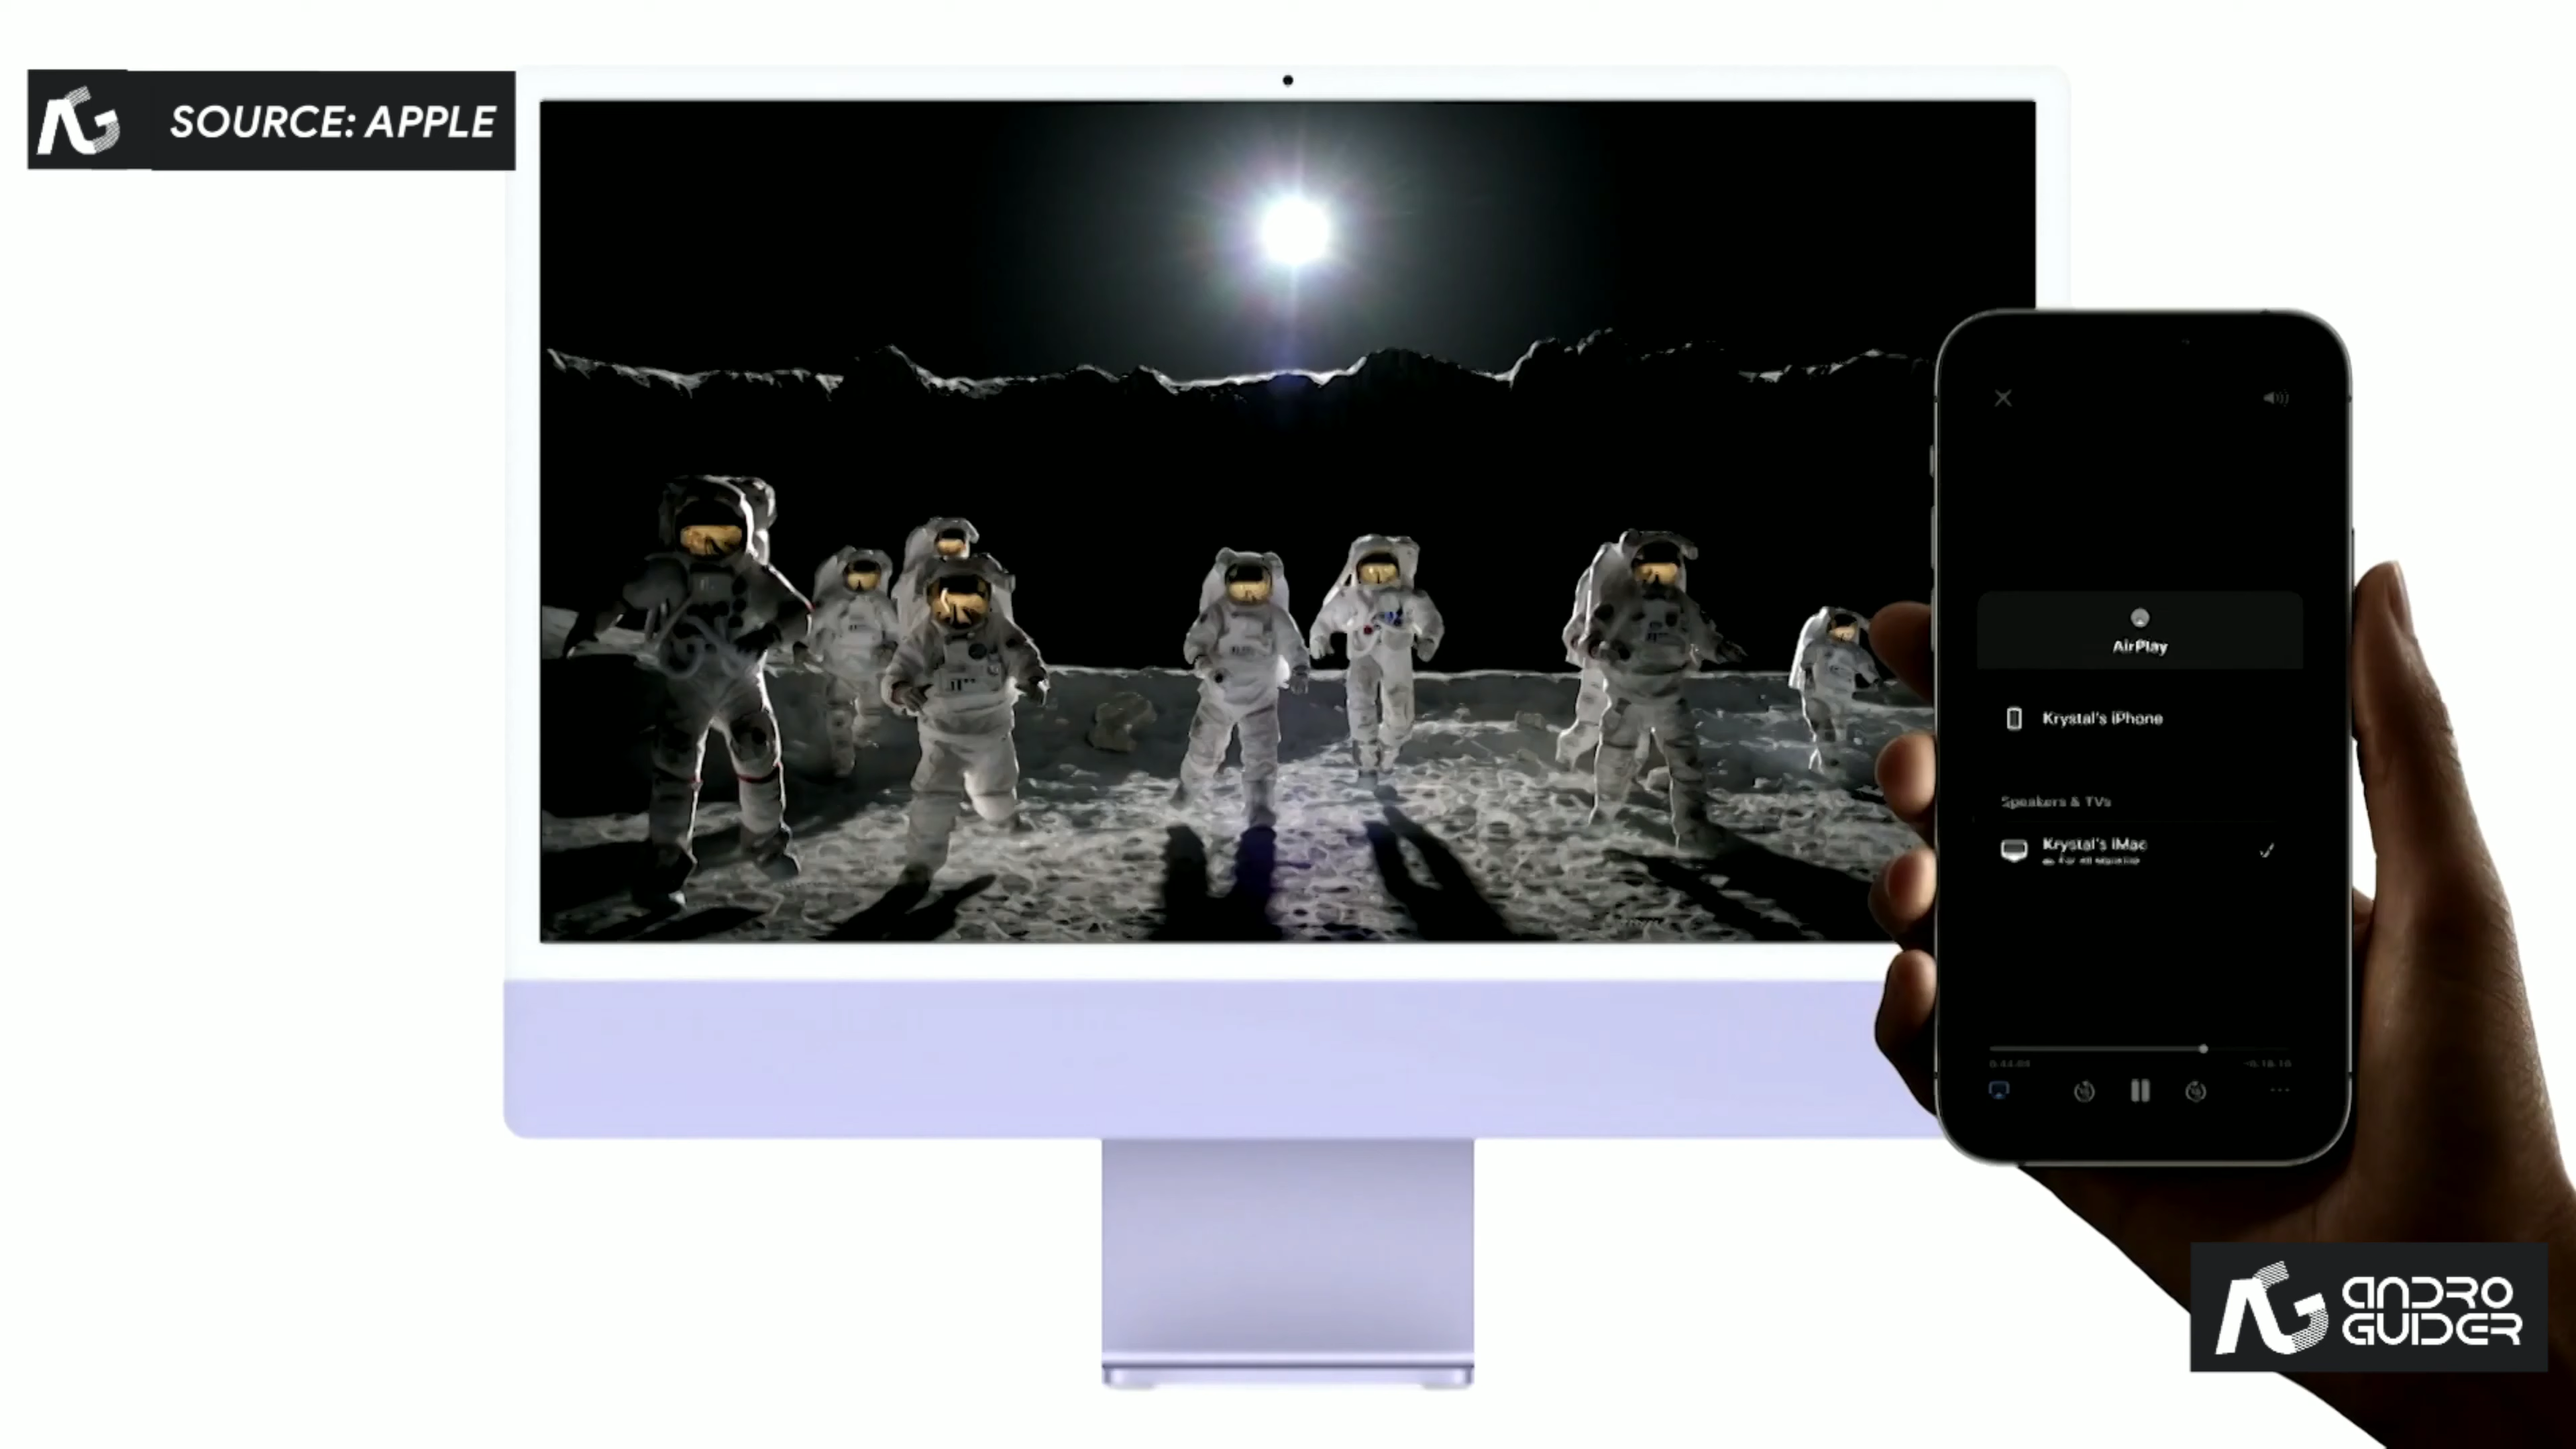 SOURCE: APPLE
AirPlay
Krystal's iPhone
Speakers & TVs
Krystal's iMac
ANDRO
GUIDER